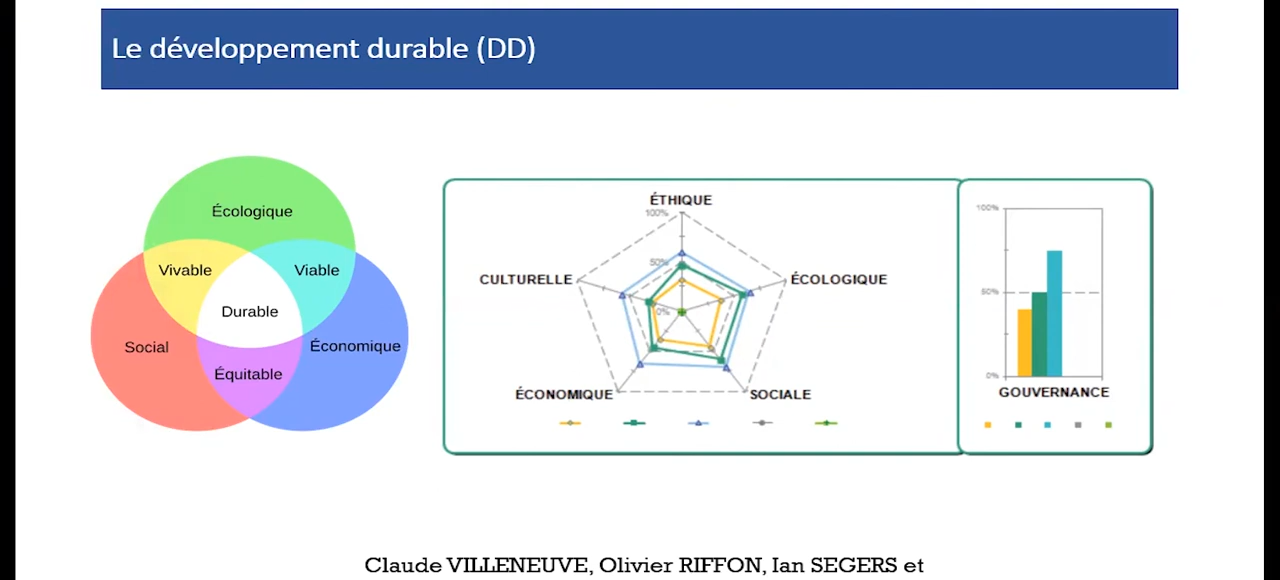 Le développement durable (DD)
Écologique
Vivable
Viable
Durable
Social
Économique
Équitable
ÉTHIQUE
100%
50%
0%
CULTURELLE
ÉCOLOGIQUE
ÉCONOMIQUE
SOCIALE
100%
50%
0%
GOUVERNANCE
Claude VILLENEUVE, Olivier RIFFON, Ian SEGERS et